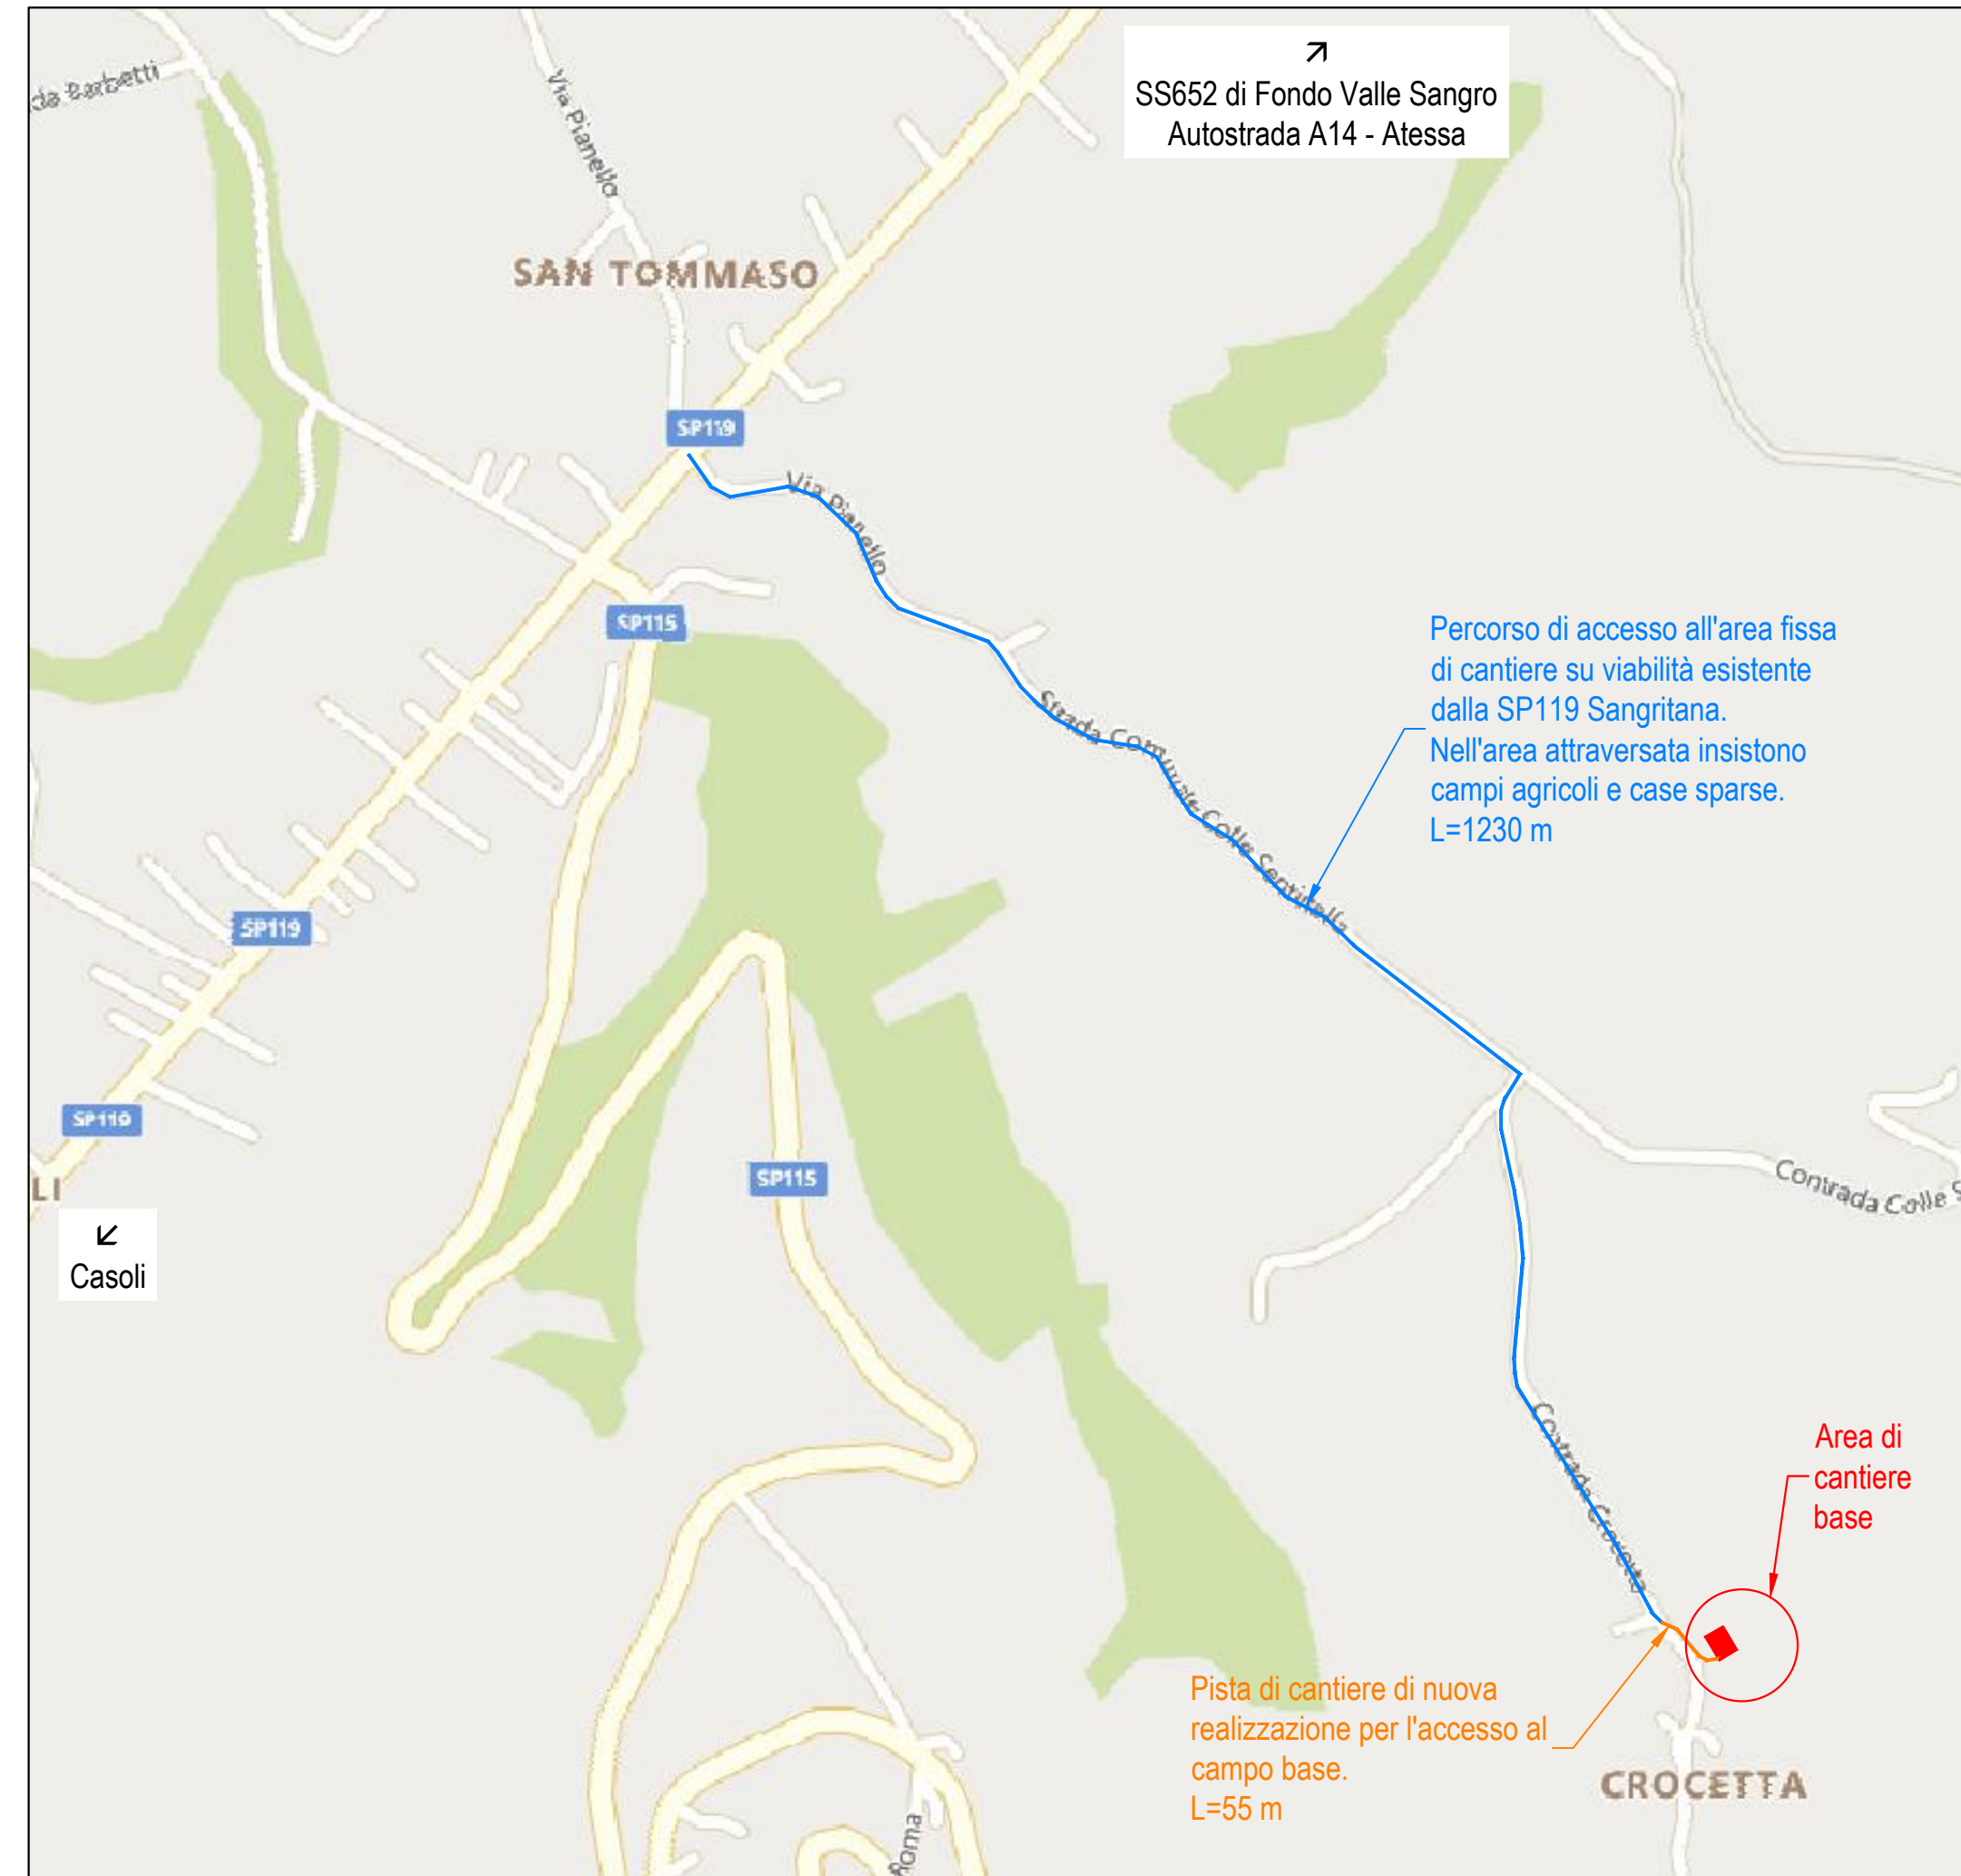 SS652 di Fondo Valle Sangro
Autostrada A14 - Atessa
da Barbetti
Via Pianello
SAN TOMMASO
SP119
Via Pianello
SP115
Percorso di accesso all'area fissa
di cantiere su viabilità esistente
dalla SP119 Sangritana.
Nell'area attraversata insistono
campi agricoli e case sparse.
L=1230 m
Strada Comunale Colle Sentinella
SP119
SP119
SP115
Contrada Colle S
LI
Casoli
Contrada Crocetta
Area di
cantiere
base
Pista di cantiere di nuova
realizzazione per l'accesso al
campo base.
L=55 m
CROCETTA
Roma